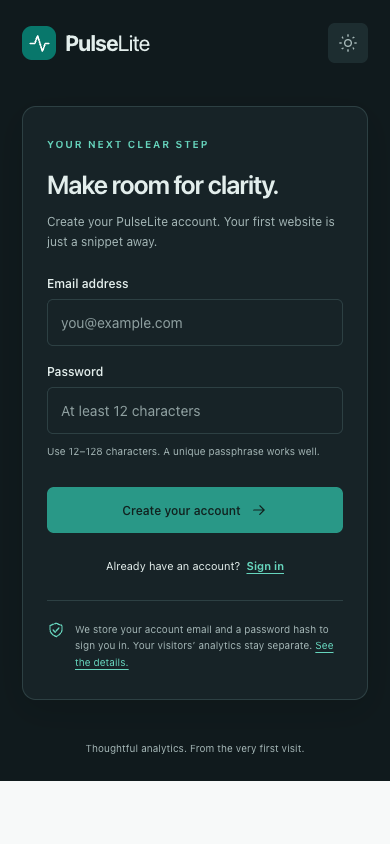 PulseLite
YOUR NEXT CLEAR STEP
Make room for clarity.
Create your PulseLite account. Your first website is
just a snippet away.
Email address
you@example.com
Password
At least 12 characters
Use 12–128 characters. A unique passphrase works well.
Create your account →
Already have an account? Sign in
We store your account email and a password hash to
sign you in. Your visitors’ analytics stay separate. See
the details.
Thoughtful analytics. From the very first visit.